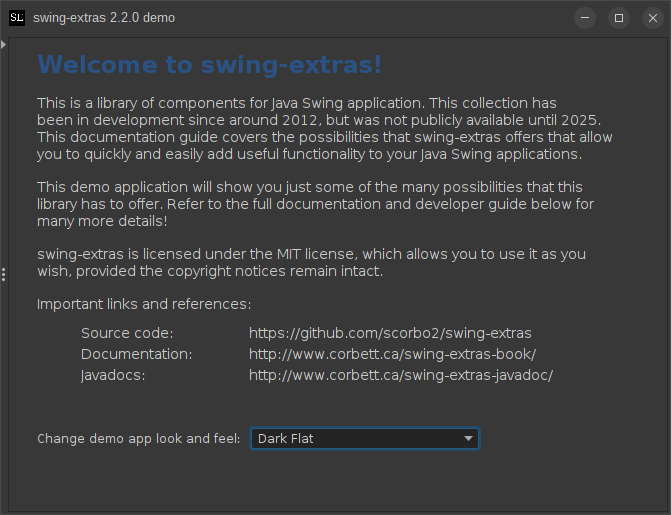 SL swing-extras 2.2.0 demo
Welcome to swing-extras!
This is a library of components for Java Swing application. This collection has
been in development since around 2012, but was not publicly available until 2025.
This documentation guide covers the possibilities that swing-extras offers that allow
you to quickly and easily add useful functionality to your Java Swing applications.
This demo application will show you just some of the many possibilities that this
library has to offer. Refer to the full documentation and developer guide below for
many more details!
swing-extras is licensed under the MIT license, which allows you to use it as you
wish, provided the copyright notices remain intact.
Important links and references:
Source code: https://github.com/scorbo2/swing-extras
Documentation: http://www.corbett.ca/swing-extras-book/
Javadocs: http://www.corbett.ca/swing-extras-javadoc/
Change demo app look and feel: Dark Flat